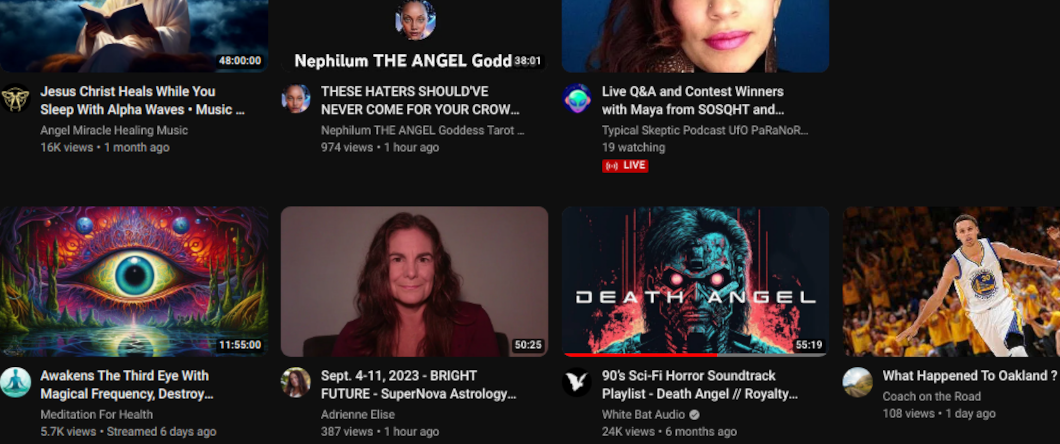 48:00:00
Jesus Christ Heals While You
Sleep With Alpha Waves • Music ...
Angel Miracle Healing Music
16K views • 1 month ago
Nephilum THE ANGEL Godd
38:01
THESE HATERS SHOULD'VE
NEVER COME FOR YOUR CROW...
Nephilum THE ANGEL Goddess Tarot ...
974 views • 1 hour ago
Live Q&A and Contest Winners
with Maya from SOSQHT and...
Typical Skeptic Podcast UfO PaRaNoR...
19 watching
LIVE
11:55:00
Awakens The Third Eye With
Magical Frequency, Destroy...
Meditation For Health
5.7K views • Streamed 6 days ago
50:25
Sept. 4-11, 2023 - BRIGHT
FUTURE - SuperNova Astrology...
Adrienne Elise
387 views • 1 hour ago
DEATH ANGEL
55:19
90's Sci-Fi Horror Soundtrack
Playlist - Death Angel // Royalty...
White Bat Audio
24K views • 6 months ago
30
What Happened To Oakland ?
Coach on the Road
108 views • 1 day ago